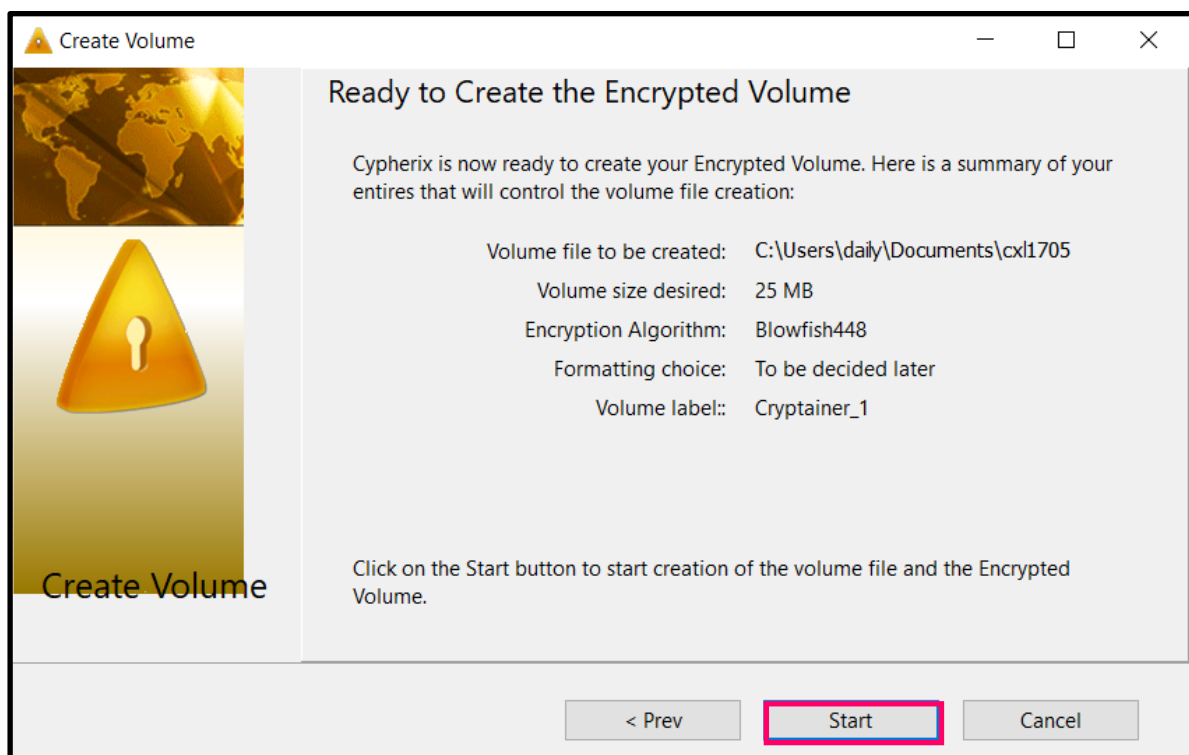 Create Volume
Ready to Create the Encrypted Volume
Cypherix is now ready to create your Encrypted Volume. Here is a summary of your
entires that will control the volume file creation:
Volume file to be created: C:\Users\daily\Documents\cxl1705
Volume size desired: 25 MB
Encryption Algorithm: Blowfish448
Formatting choice: To be decided later
Volume label:: Cryptainer_1
Click on the Start button to start creation of the volume file and the Encrypted
Volume.
Create Volume
< Prev Start Cancel